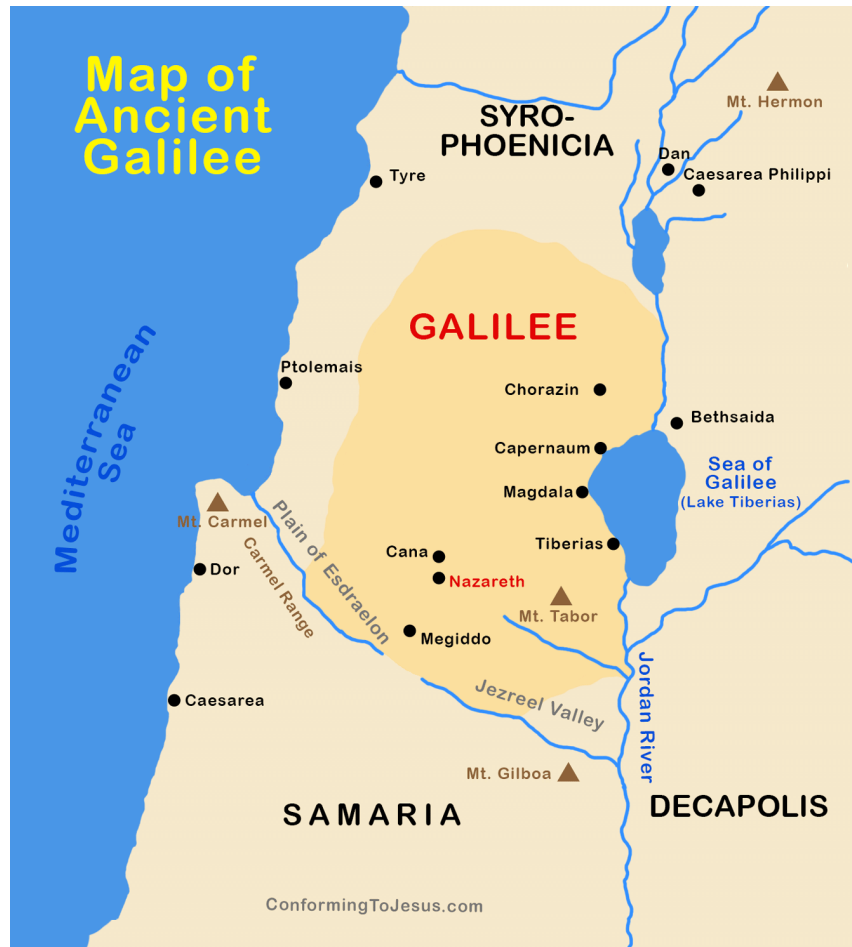 Map of
Ancient
Galilee
Mt. Hermon
SYRO-
PHOENICIA
Dan
Tyre
Caesarea Philippi
GALILEE
Ptolemais
Chorazin
Bethsaida
Mediterranean
Sea
Capernaum
Sea of
Galilee
(Lake Tiberias)
Magdala
Mt. Carmel
Plain of Esdraelon
Carmel Range
Tiberias
Cana
Dor
Nazareth
Mt. Tabor
Megiddo
Jordan River
Jezreel Valley
Caesarea
Mt. Gilboa
SAMARIA
DECAPOLIS
ConformingToJesus.com